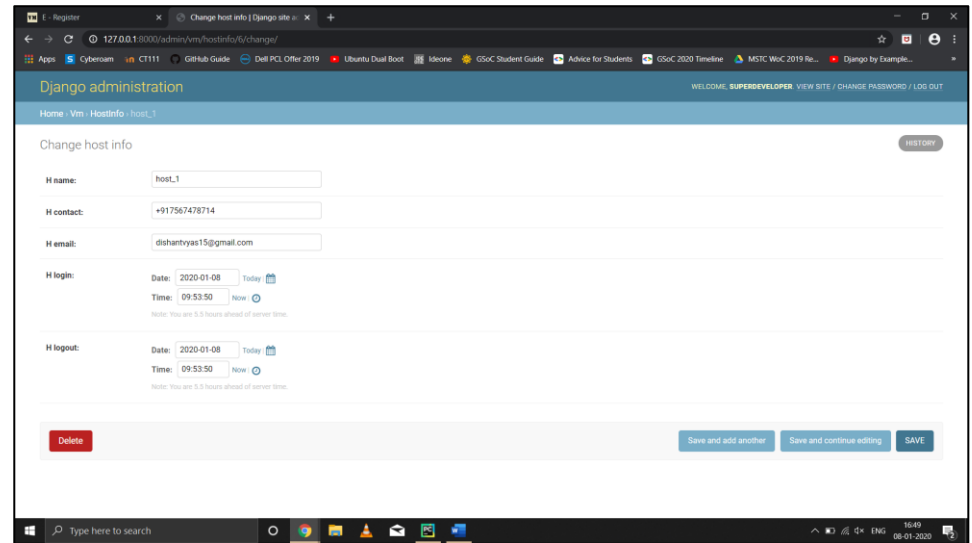 E - Register
Change host info | Django site a
127.0.0.1:8000/admin/vm/hostinfo/6/change/
Apps Cyberoam CT111 GitHub Guide Dell PCL Offer 2019 Ubuntu Dual Boot Ideone GSoC Student Guide Advice for Students GSoC 2020 Timeline MSTC WoC 2019 Re... Django by Example...
Django administration
WELCOME, SUPERDEVELOPER. VIEW SITE / CHANGE PASSWORD / LOG OUT
Home › Vm › HostInfo › host_1
Change host info
HISTORY
H name: host_1
H contact: +917567478714
H email: dishantvyas15@gmail.com
H login: Date: 2020-01-08 Today |
Time: 09:53:50 Now |
Note: You are 5.5 hours ahead of server time.
H logout: Date: 2020-01-08 Today |
Time: 09:53:50 Now |
Note: You are 5.5 hours ahead of server time.
Delete
Save and add another
Save and continue editing
SAVE
Type here to search
ENG
16:49
08-01-2020